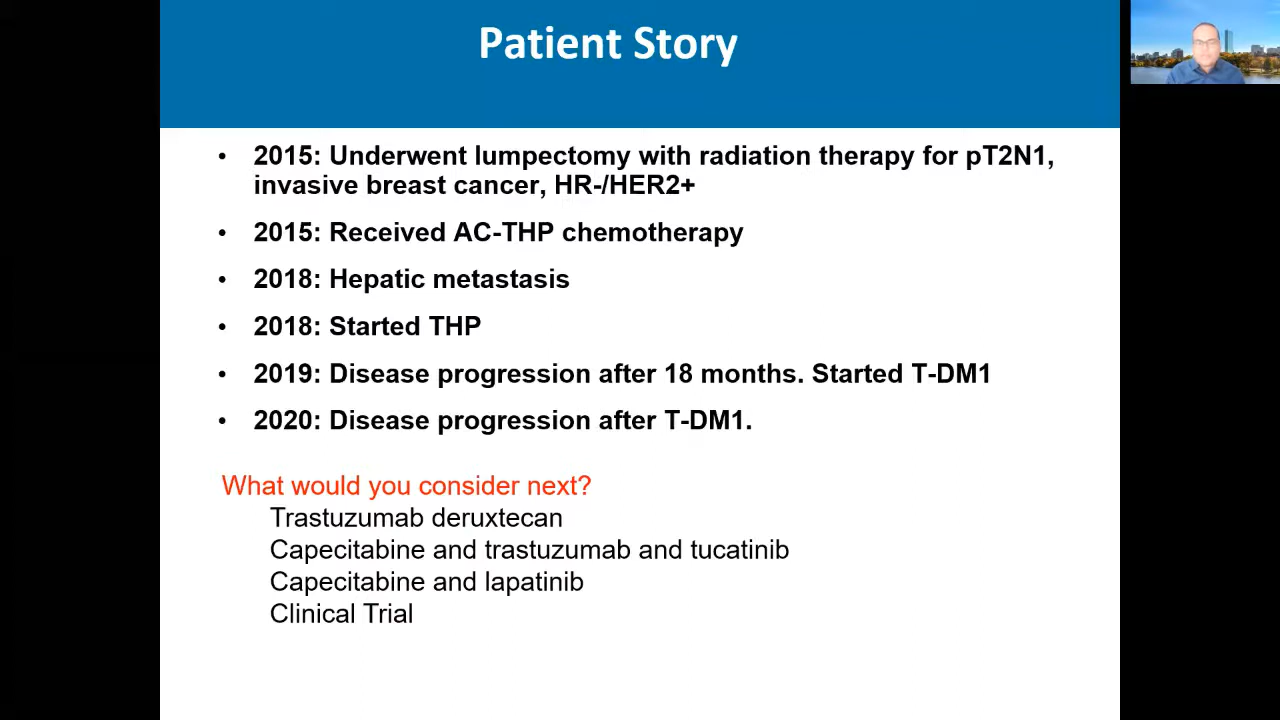 Patient Story
• 2015: Underwent lumpectomy with radiation therapy for pT2N1,
invasive breast cancer, HR-/HER2+
• 2015: Received AC-THP chemotherapy
• 2018: Hepatic metastasis
• 2018: Started THP
• 2019: Disease progression after 18 months. Started T-DM1
• 2020: Disease progression after T-DM1.
What would you consider next?
Trastuzumab deruxtecan
Capecitabine and trastuzumab and tucatinib
Capecitabine and lapatinib
Clinical Trial